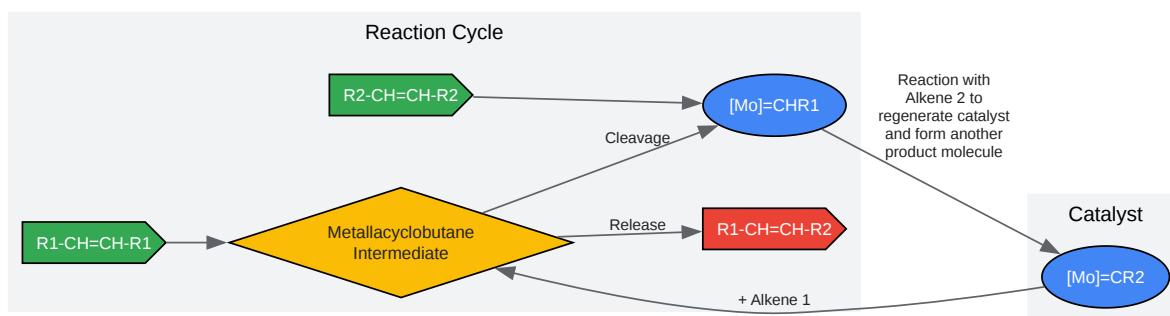 Reaction Cycle
R2-CH=CH-R2
[Mo]=CHR1
Reaction with
Alkene 2 to
regenerate catalyst
and form another
product molecule
Cleavage
R1-CH=CH-R1
Metallacyclobutane
Intermediate
Release
R1-CH=CH-R2
Catalyst
[Mo]=CR2
+ Alkene 1